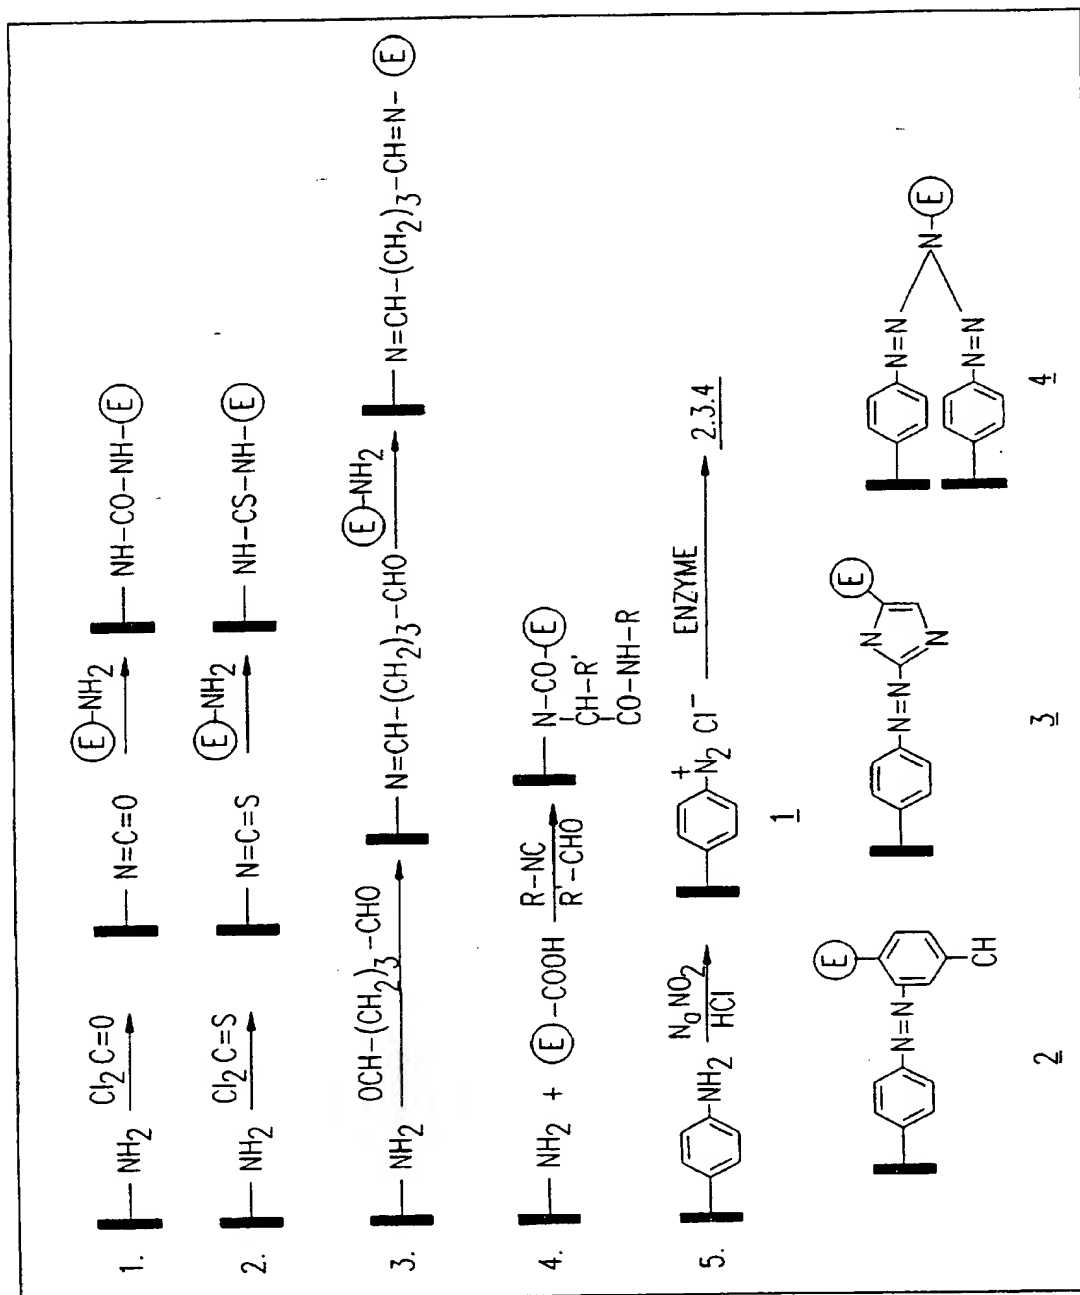 1. NH2 Cl2C=O N=C=O E-NH2 NH-CO-NH-E
2. NH2 Cl2C=S N=C=S E-NH2 NH-CS-NH-E
3. NH2 OCH-(CH2)3-CHO N=CH-(CH2)3-CHO E-NH2 N=CH-(CH2)3-CH=N-E
4. NH2 + E-COOH R-NC R'-CHO N-CO-E
CH-R'
CO-NH-R
5. NH2 NaNO2 HCl N2+ Cl- ENZYME 2.3.4
1
E N=N CH
2
N=N N N E
3
N=N N-E
N=N
4